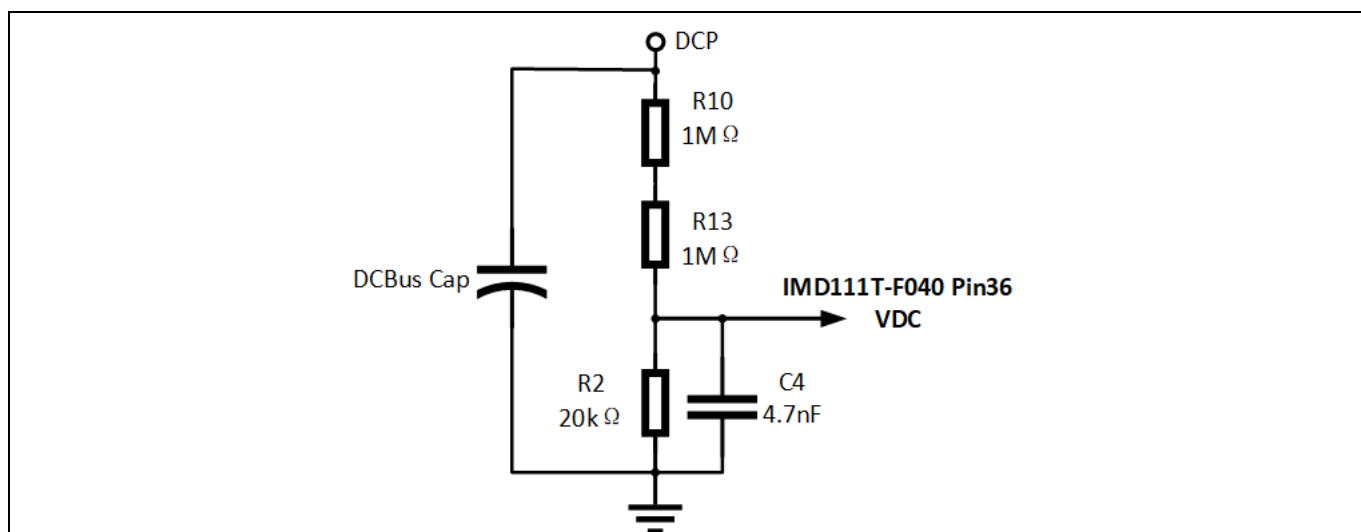 DCP
R10
1M Ω
R13
1M Ω
DCBus Cap
IMD111T-F040 Pin36
VDC
R2
20k Ω
C4
4.7nF